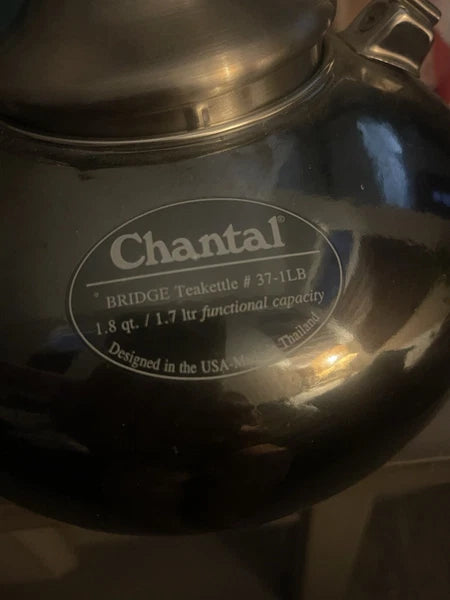 Chantal®
BRIDGE Teakettle # 37-1LB
1.8 qt. / 1.7 ltr functional capacity
Designed in the USA-M Thailand